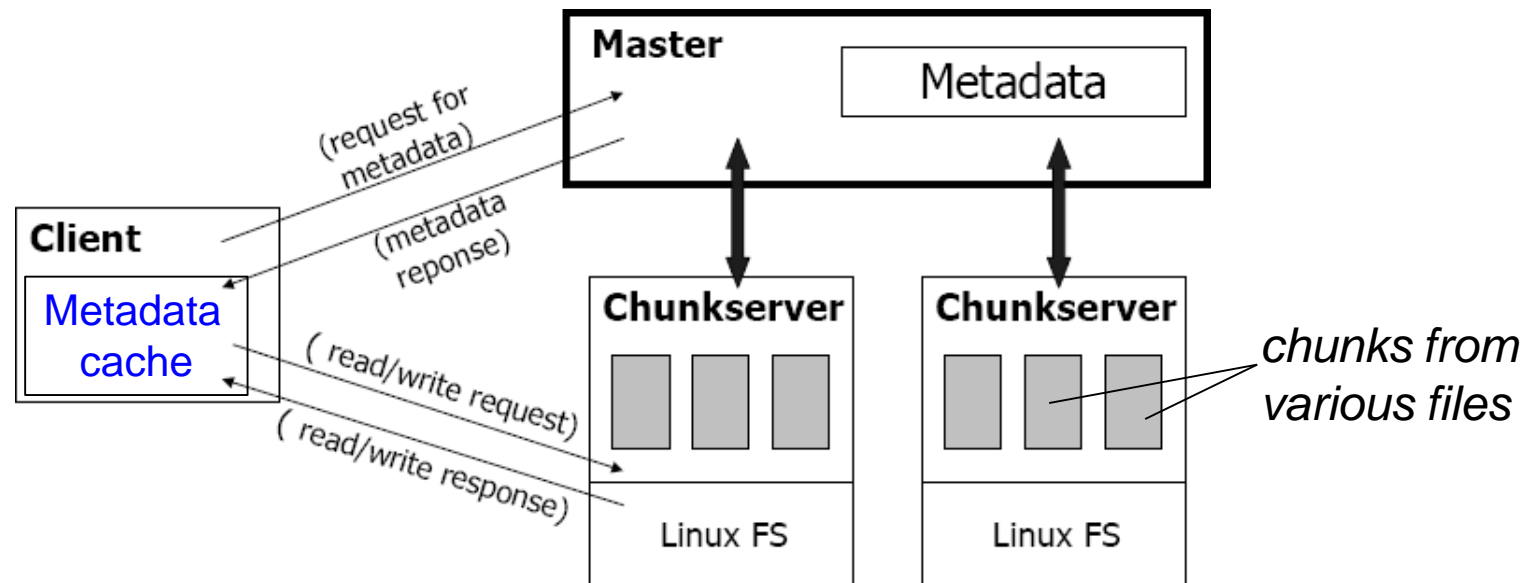 Master
Metadata
(request for
metadata)
(metadata
reponse)
Client
Metadata
cache
( read/write request)
( read/write response)
Chunkserver
Linux FS
Chunkserver
Linux FS
chunks from
various files